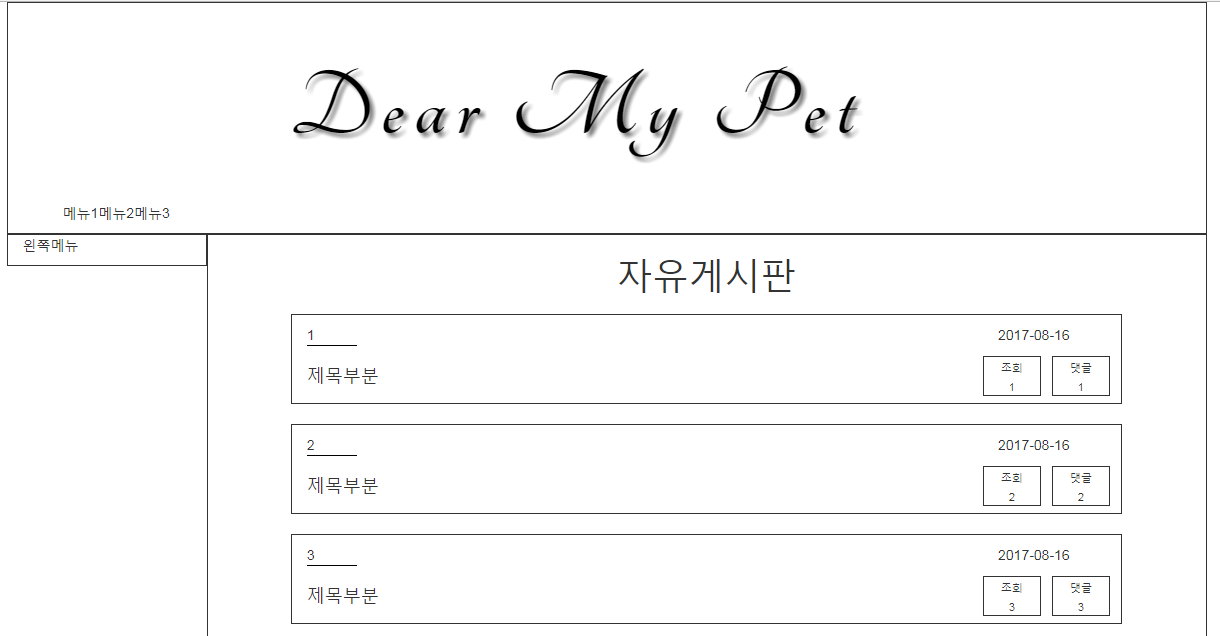 Dear My Pet
메뉴1메뉴2메뉴3
왼쪽메뉴
자유게시판
1
2017-08-16
제목부분
조회
댓글
1
1
2
2017-08-16
제목부분
조회
댓글
2
2
3
2017-08-16
제목부분
조회
댓글
3
3